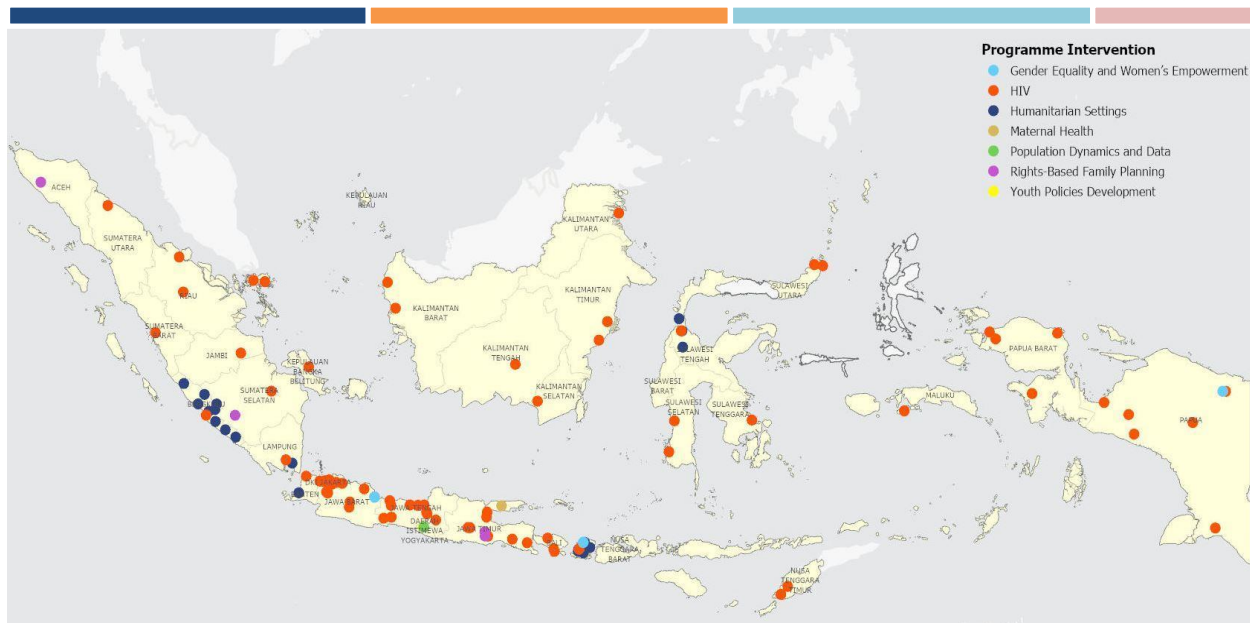 Programme Intervention
Gender Equality and Women's Empowerment
HIV
Humanitarian Settings
Maternal Health
Population Dynamics and Data
Rights-Based Family Planning
Youth Policies Development
ACEH
SUMATERA
UTARA
KEPULAUAN
RIAU
RIAU
SUMATERA
BARAT
JAMBI
KEPULAUAN
BANGKA
BELITUNG
SUMATERA
SELATAN
LAMPUNG
DKI JAKARTA
JAWA BARAT
JAWA TENGAH
DAERAH
ISTIMEWA
YOGYAKARTA
JAWA TIMUR
NUSA
TENGGARA
BARAT
NUSA
TENGGARA
TIMUR
KALIMANTAN
UTARA
KALIMANTAN
TIMUR
KALIMANTAN
BARAT
KALIMANTAN
TENGAH
KALIMANTAN
SELATAN
SULAWESI
UTARA
SULAWESI
TENGAH
SULAWESI
BARAT
SULAWESI
SELATAN
SULAWESI
TENGGARA
MALUKU
PAPUA BARAT
PAPUA